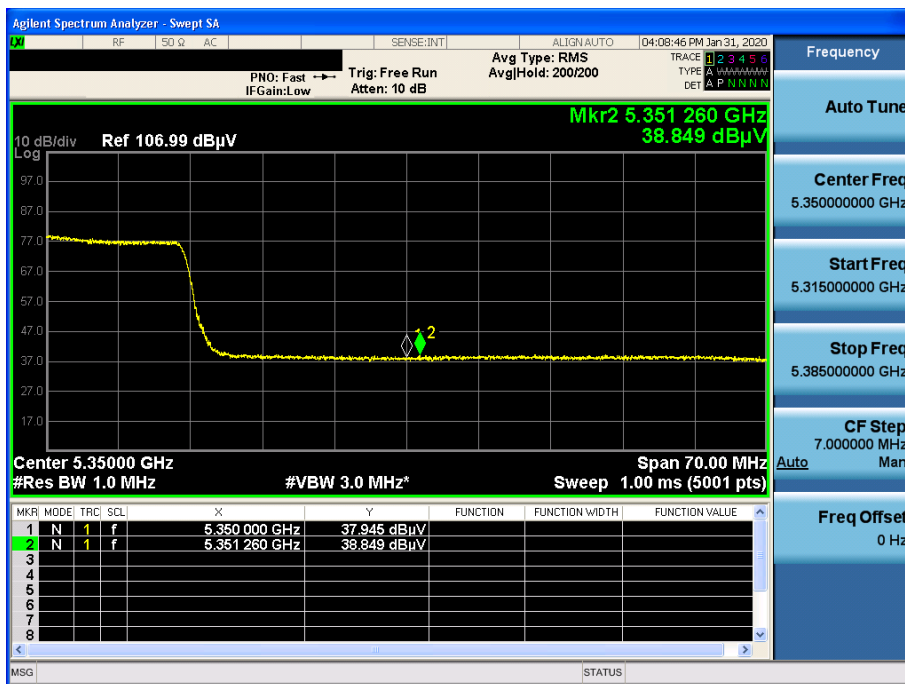 Agilent Spectrum Analyzer - Swept SA
LXI RF 50 Ω AC SENSE:INT ALIGN AUTO 04:08:46 PM Jan 31, 2020
PNO: Fast IFGain:Low
Trig: Free Run
Atten: 10 dB
Avg Type: RMS
Avg|Hold: 200/200
TRACE 1 2 3 4 5 6
TYPE A WWWWW
DET A P N N N N
Mkr2 5.351 260 GHz
38.849 dBµV
10 dB/div Ref 106.99 dBµV
Log
97.0
87.0
77.0
67.0
57.0
47.0
37.0
27.0
17.0
1 2
Center 5.35000 GHz Span 70.00 MHz
#Res BW 1.0 MHz #VBW 3.0 MHz* Sweep 1.00 ms (5001 pts)
MKR MODE TRC SCL X Y FUNCTION FUNCTION WIDTH FUNCTION VALUE
1 N 1 f 5.350 000 GHz 37.945 dBµV
2 N 1 f 5.351 260 GHz 38.849 dBµV
3
4
5
6
7
8
MSG STATUS
Frequency
Auto Tune
Center Freq
5.350000000 GHz
Start Freq
5.315000000 GHz
Stop Freq
5.385000000 GHz
CF Step
7.000000 MHz
Auto Man
Freq Offset
0 Hz